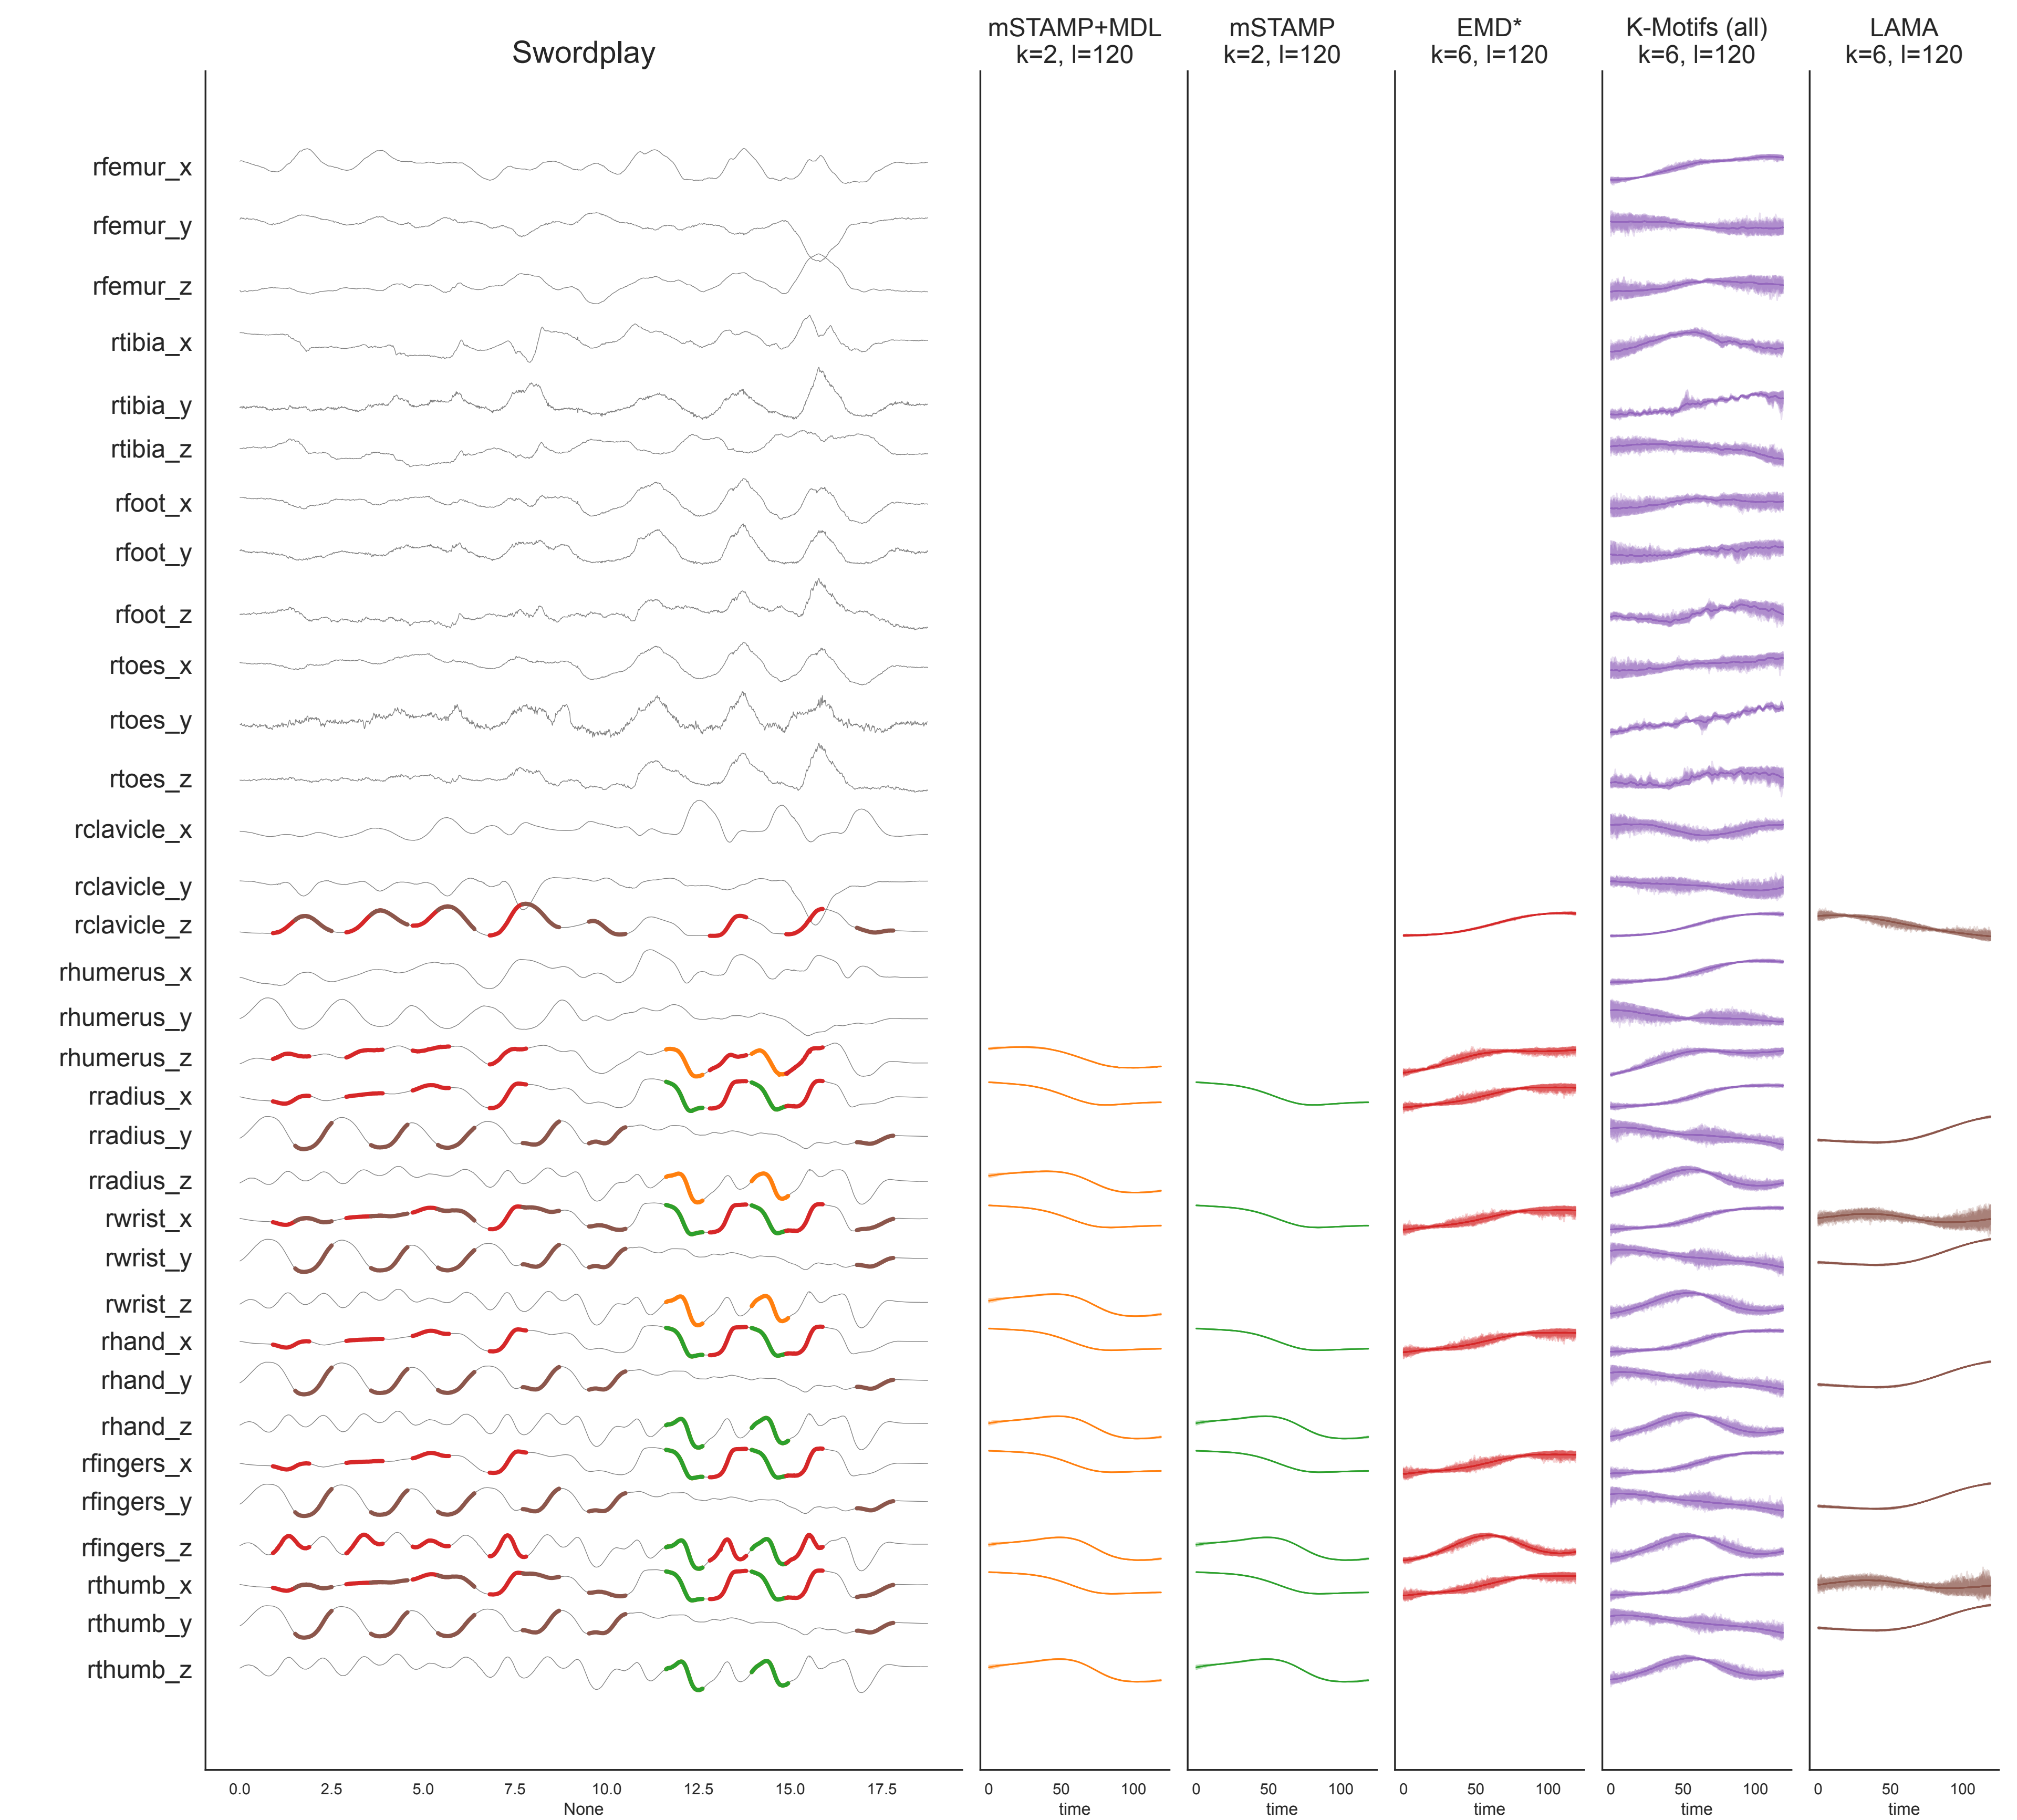 Swordplay
mSTAMP+MDL
k=2, l=120
mSTAMP
k=2, l=120
EMD*
k=6, l=120
K-Motifs (all)
k=6, l=120
LAMA
k=6, l=120
rfemur_x
rfemur_y
rfemur_z
rtibia_x
rtibia_y
rtibia_z
rfoot_x
rfoot_y
rfoot_z
rtoes_x
rtoes_y
rtoes_z
rclavicle_x
rclavicle_y
rclavicle_z
rhumerus_x
rhumerus_y
rhumerus_z
rradius_x
rradius_y
rradius_z
rwrist_x
rwrist_y
rwrist_z
rhand_x
rhand_y
rhand_z
rfingers_x
rfingers_y
rfingers_z
rthumb_x
rthumb_y
rthumb_z
0.0 2.5 5.0 7.5 10.0 12.5 15.0 17.5
None
0 50 100
time
0 50 100
time
0 50 100
time
0 50 100
time
0 50 100
time